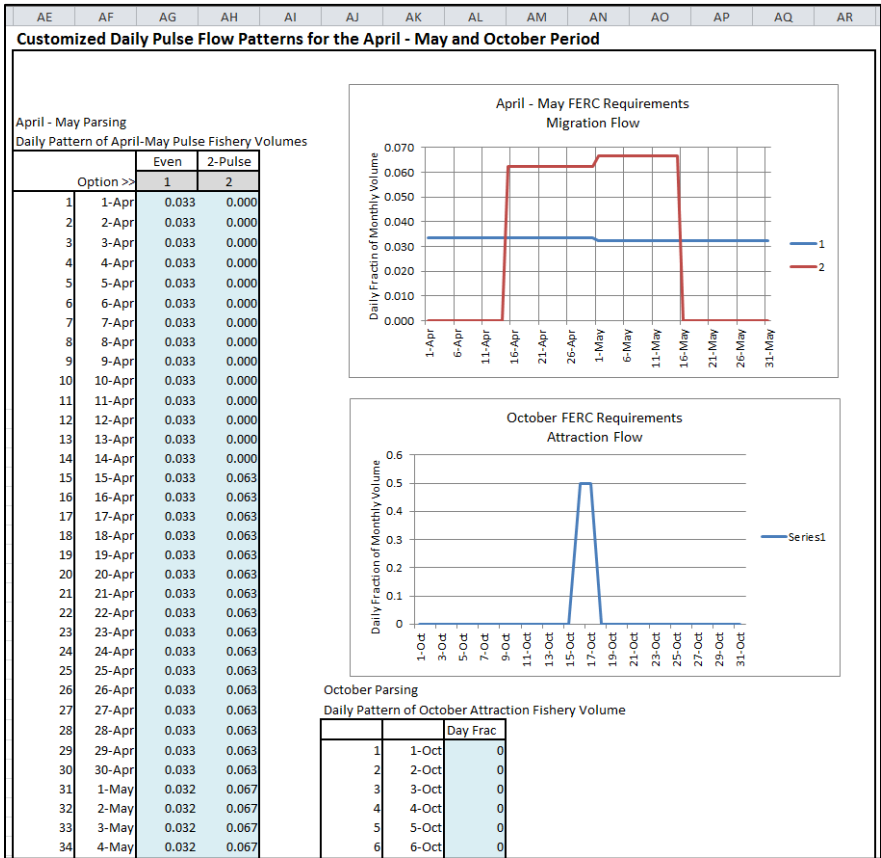 AE AF AG AH AI AJ AK AL AM AN AO AP AQ AR
Customized Daily Pulse Flow Patterns for the April - May and October Period
April - May Parsing
Daily Pattern of April-May Pulse Fishery Volumes
Even 2-Pulse
Option >> 1 2
1 1-Apr 0.033 0.000
2 2-Apr 0.033 0.000
3 3-Apr 0.033 0.000
4 4-Apr 0.033 0.000
5 5-Apr 0.033 0.000
6 6-Apr 0.033 0.000
7 7-Apr 0.033 0.000
8 8-Apr 0.033 0.000
9 9-Apr 0.033 0.000
10 10-Apr 0.033 0.000
11 11-Apr 0.033 0.000
12 12-Apr 0.033 0.000
13 13-Apr 0.033 0.000
14 14-Apr 0.033 0.000
15 15-Apr 0.033 0.063
16 16-Apr 0.033 0.063
17 17-Apr 0.033 0.063
18 18-Apr 0.033 0.063
19 19-Apr 0.033 0.063
20 20-Apr 0.033 0.063
21 21-Apr 0.033 0.063
22 22-Apr 0.033 0.063
23 23-Apr 0.033 0.063
24 24-Apr 0.033 0.063
25 25-Apr 0.033 0.063
26 26-Apr 0.033 0.063
27 27-Apr 0.033 0.063
28 28-Apr 0.033 0.063
29 29-Apr 0.033 0.063
30 30-Apr 0.033 0.063
31 1-May 0.032 0.067
32 2-May 0.032 0.067
33 3-May 0.032 0.067
34 4-May 0.032 0.067
April - May FERC Requirements
Migration Flow
Daily Fractin of Monthly Volume
0.070
0.060
0.050
0.040
0.030
0.020
0.010
0.000
1-Apr 6-Apr 11-Apr 16-Apr 21-Apr 26-Apr 1-May 6-May 11-May 16-May 21-May 26-May 31-May
1
2
October FERC Requirements
Attraction Flow
Daily Fraction of Monthly Volume
0.6
0.5
0.4
0.3
0.2
0.1
0
1-Oct 3-Oct 5-Oct 7-Oct 9-Oct 11-Oct 13-Oct 15-Oct 17-Oct 19-Oct 21-Oct 23-Oct 25-Oct 27-Oct 29-Oct 31-Oct
Series1
October Parsing
Daily Pattern of October Attraction Fishery Volume
Day Frac
1 1-Oct 0
2 2-Oct 0
3 3-Oct 0
4 4-Oct 0
5 5-Oct 0
6 6-Oct 0